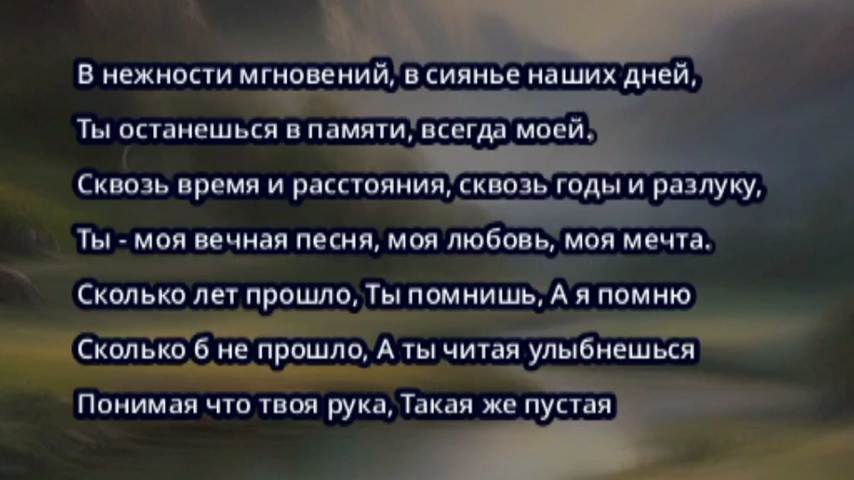 В нежности мгновений, в сиянье наших дней,
Ты останешься в памяти, всегда моей.
Сквозь время и расстояния, сквозь годы и разлуку,
Ты - моя вечная песня, моя любовь, моя мечта.
Сколько лет прошло, Ты помнишь, А я помню
Сколько б не прошло, А ты читая улыбнешься
Понимая что твоя рука, Такая же пустая